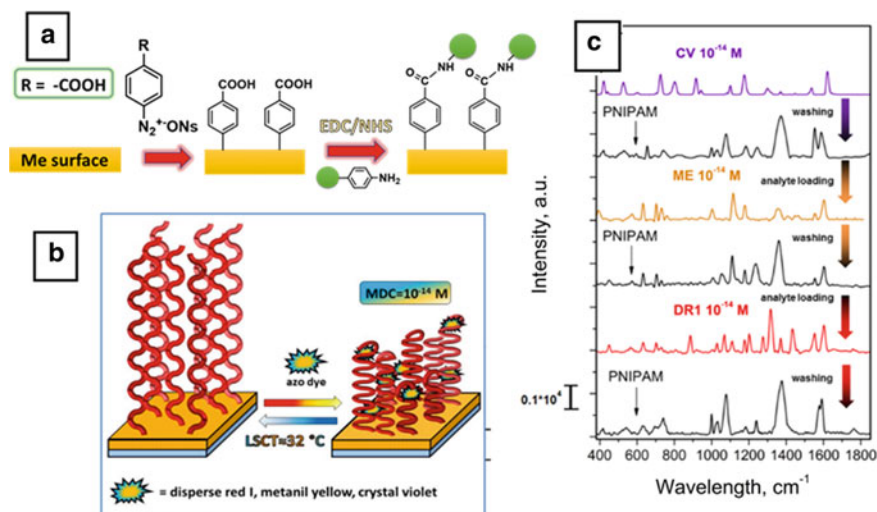 a
R
R = -COOH
N₂⁺⁻ONs
Me surface
COOH COOH
EDC/NHS
NH₂
O NH O NH
b
MDC=10⁻¹⁴ M
azo dye
LSCT≈32 °C
= disperse red I, metanil yellow, crystal violet
c
CV 10⁻¹⁴ M
washing
PNIPAM
ME 10⁻¹⁴ M
analyte loading
PNIPAM
washing
analyte loading
DR1 10⁻¹⁴ M
PNIPAM
washing
0.1*10⁴
Intensity, a.u.
400 600 800 1000 1200 1400 1600 1800
Wavelength, cm⁻¹